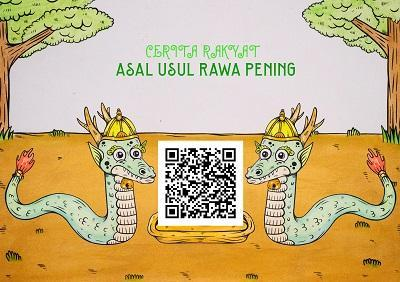 CERITA RAKYAT
ASAL USUL RAWA PENING